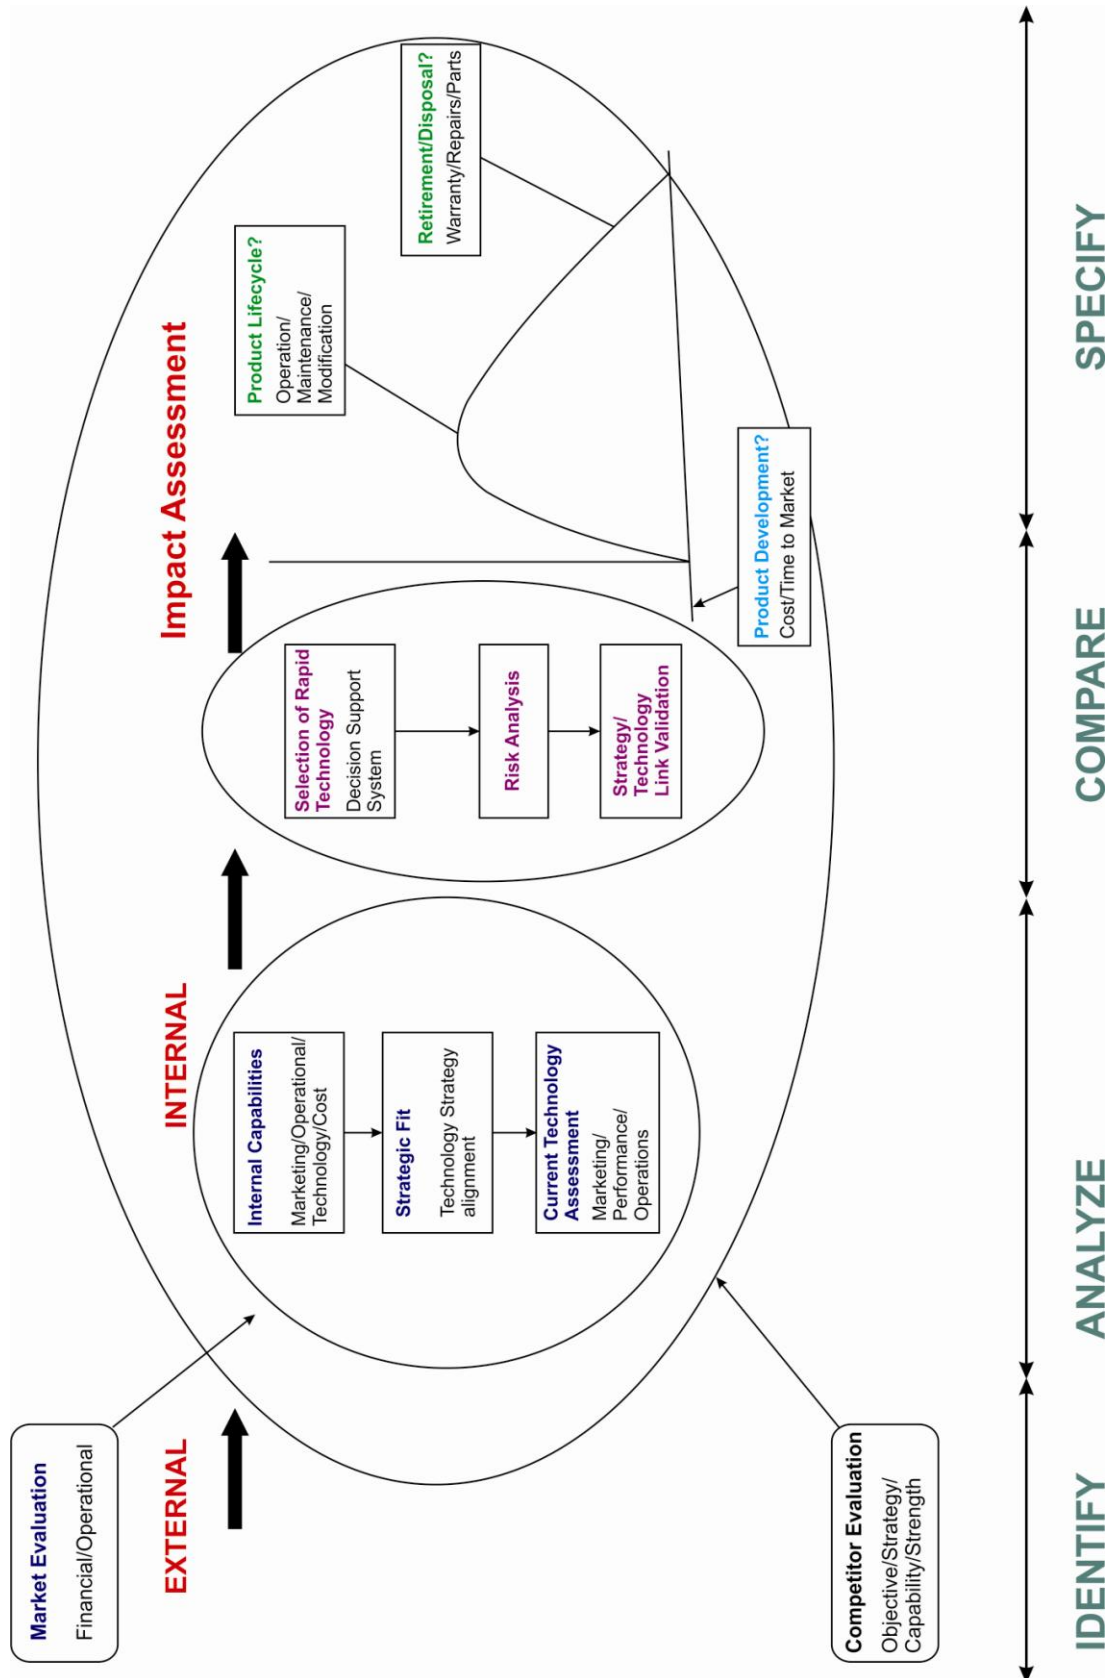 Market Evaluation
Financial/Operational
EXTERNAL
Competitor Evaluation
Objective/Strategy/
Capability/Strength
INTERNAL
Internal Capabilities
Marketing/Operational/
Technology/Cost
Strategic Fit
Technology Strategy
alignment
Current Technology
Assessment
Marketing/
Performance/
Operations
Selection of Rapid
Technology
Decision Support
System
Risk Analysis
Strategy/
Technology
Link Validation
Impact Assessment
Product Lifecycle?
Operation/
Maintenance/
Modification
Retirement/Disposal?
Warranty/Repairs/Parts
Product Development?
Cost/Time to Market
IDENTIFY
ANALYZE
COMPARE
SPECIFY